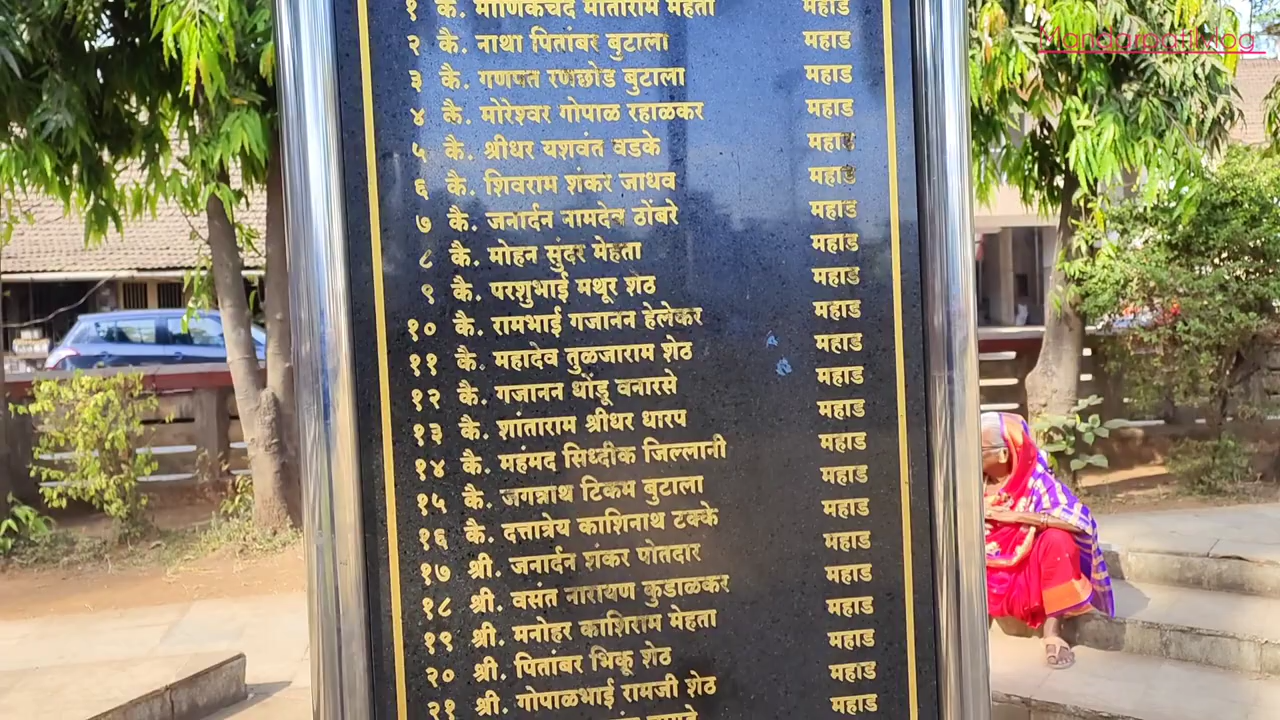 Mandarpatilvlog
१ कै. माणिकचंद मोतीराम मेहता महाड
२ कै. नाथा पितांबर बुटाला महाड
३ कै. गणपत रणछोड बुटाला महाड
४ कै. मोरेश्वर गोपाळ रहाळकर महाड
५ कै. श्रीधर यशवंत वडके महाड
६ कै. शिवराम शंकर जाधव महाड
७ कै. जनार्दन नामदेव ठोंबरे महाड
८ कै. मोहन सुंदर मेहता महाड
९ कै. परशुभाई मथूर शेठ महाड
१० कै. रामभाई गजानन हेलेकर महाड
११ कै. महादेव तुळजाराम शेठ महाड
१२ कै. गजानन धोंडू वनारसे महाड
१३ कै. शांताराम श्रीधर धारप महाड
१४ कै. महंमद सिध्दीक जिल्लानी महाड
१५ कै. जगन्नाथ टिकम बुटाला महाड
१६ कै. दत्तात्रेय काशिनाथ टक्के महाड
१७ श्री. जनार्दन शंकर पोतदार महाड
१८ श्री. वसंत नारायण कुडाळकर महाड
१९ श्री. मनोहर काशिराम मेहता महाड
२० श्री. पितांबर भिकू शेठ महाड
२१ श्री. गोपाळभाई रामजी शेठ महाड